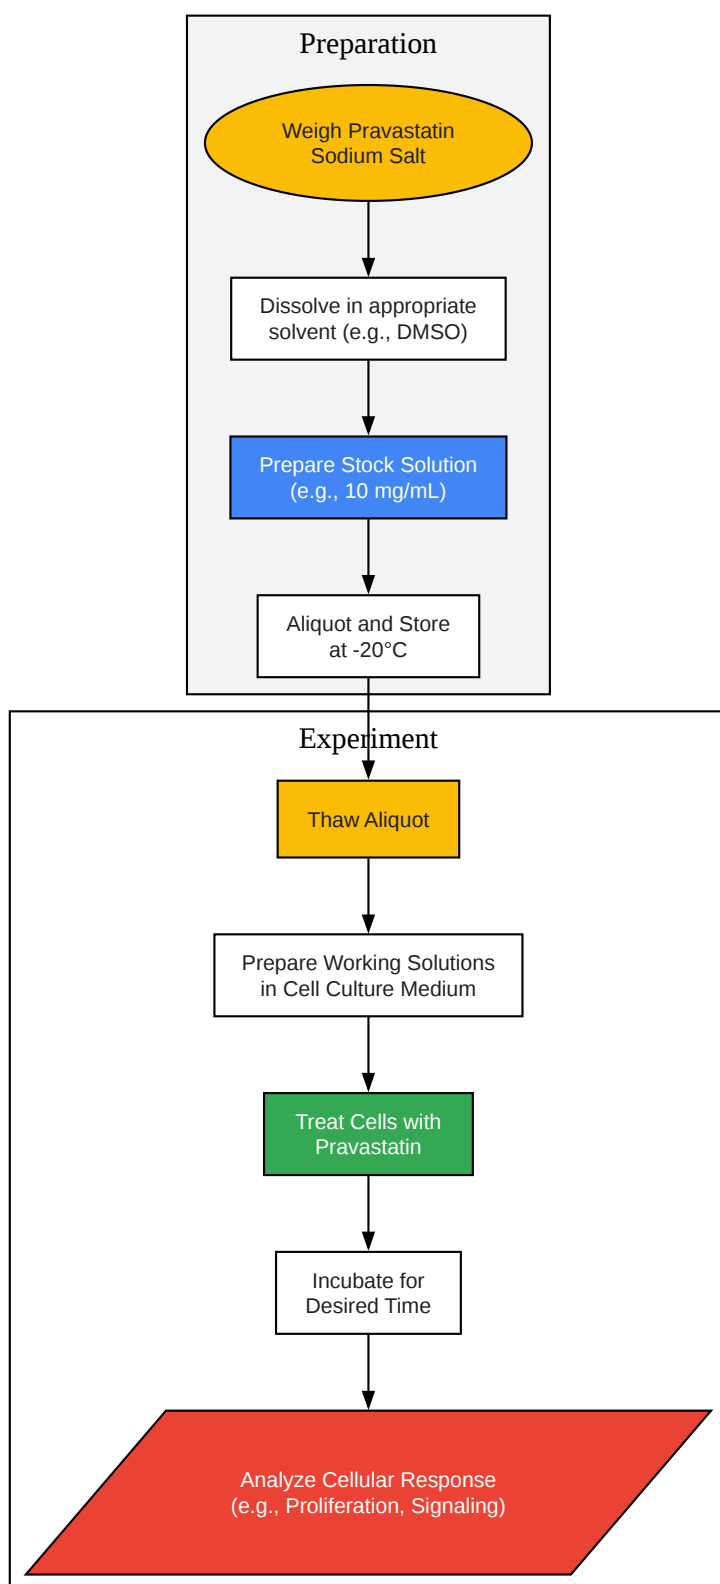 Preparation
Weigh Pravastatin
Sodium Salt
Dissolve in appropriate
solvent (e.g., DMSO)
Prepare Stock Solution
(e.g., 10 mg/mL)
Aliquot and Store
at -20°C
Experiment
Thaw Aliquot
Prepare Working Solutions
in Cell Culture Medium
Treat Cells with
Pravastatin
Incubate for
Desired Time
Analyze Cellular Response
(e.g., Proliferation, Signaling)